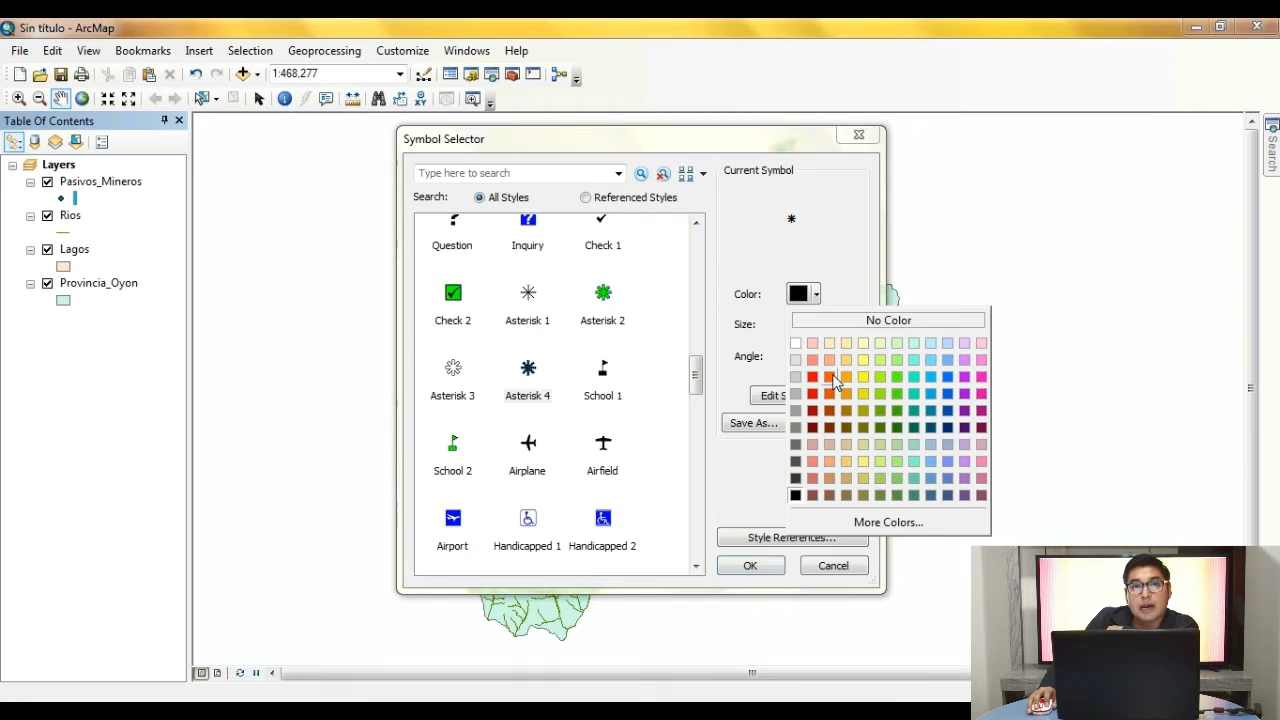 Sin título - ArcMap
File Edit View Bookmarks Insert Selection Geoprocessing Customize Windows Help
1:468,277
Table Of Contents
Layers
Pasivos_Mineros
Rios
Lagos
Provincia_Oyon
Symbol Selector
Type here to search
Search: All Styles Referenced Styles
Question Inquiry Check 1
Check 2 Asterisk 1 Asterisk 2
Asterisk 3 Asterisk 4 School 1
School 2 Airplane Airfield
Airport Handicapped 1 Handicapped 2
Current Symbol
Color:
Size:
Angle:
Edit S
Save As...
Style References...
OK Cancel
No Color
More Colors...
Search